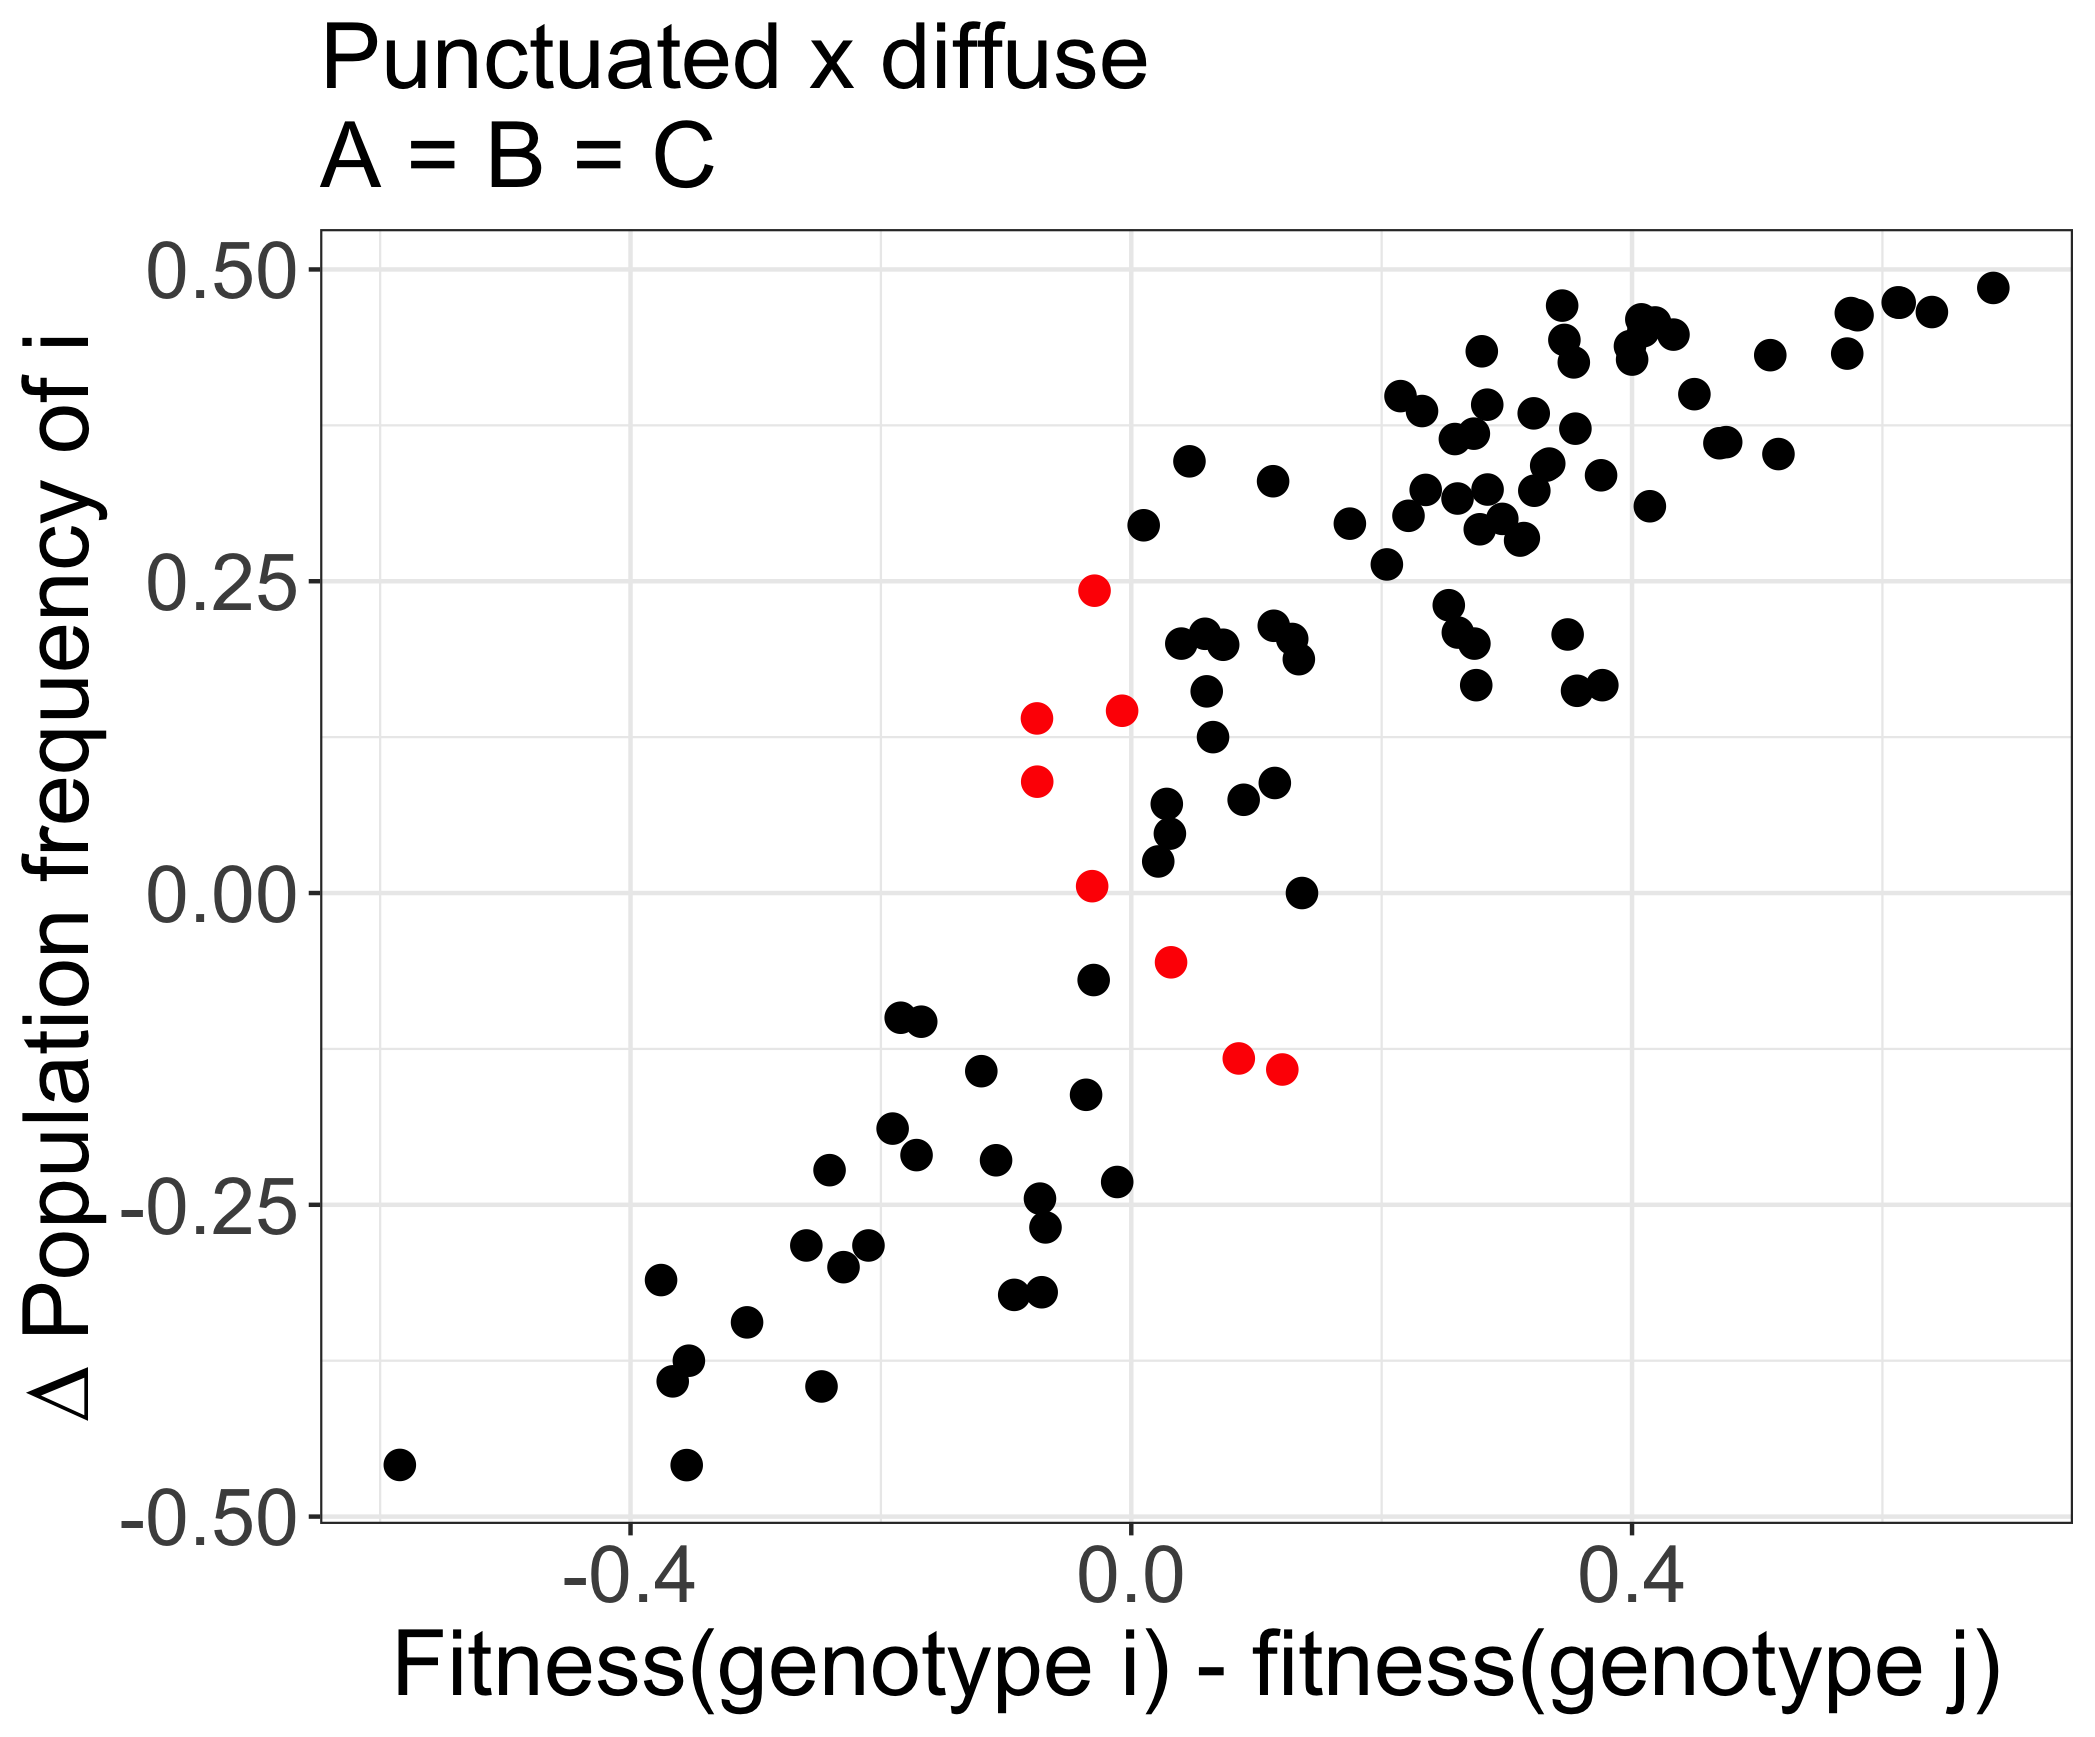 Punctuated x diffuse
A = B = C
Δ Population frequency of i
0.50
0.25
0.00
-0.25
-0.50
-0.4 0.0 0.4
Fitness(genotype i) - fitness(genotype j)